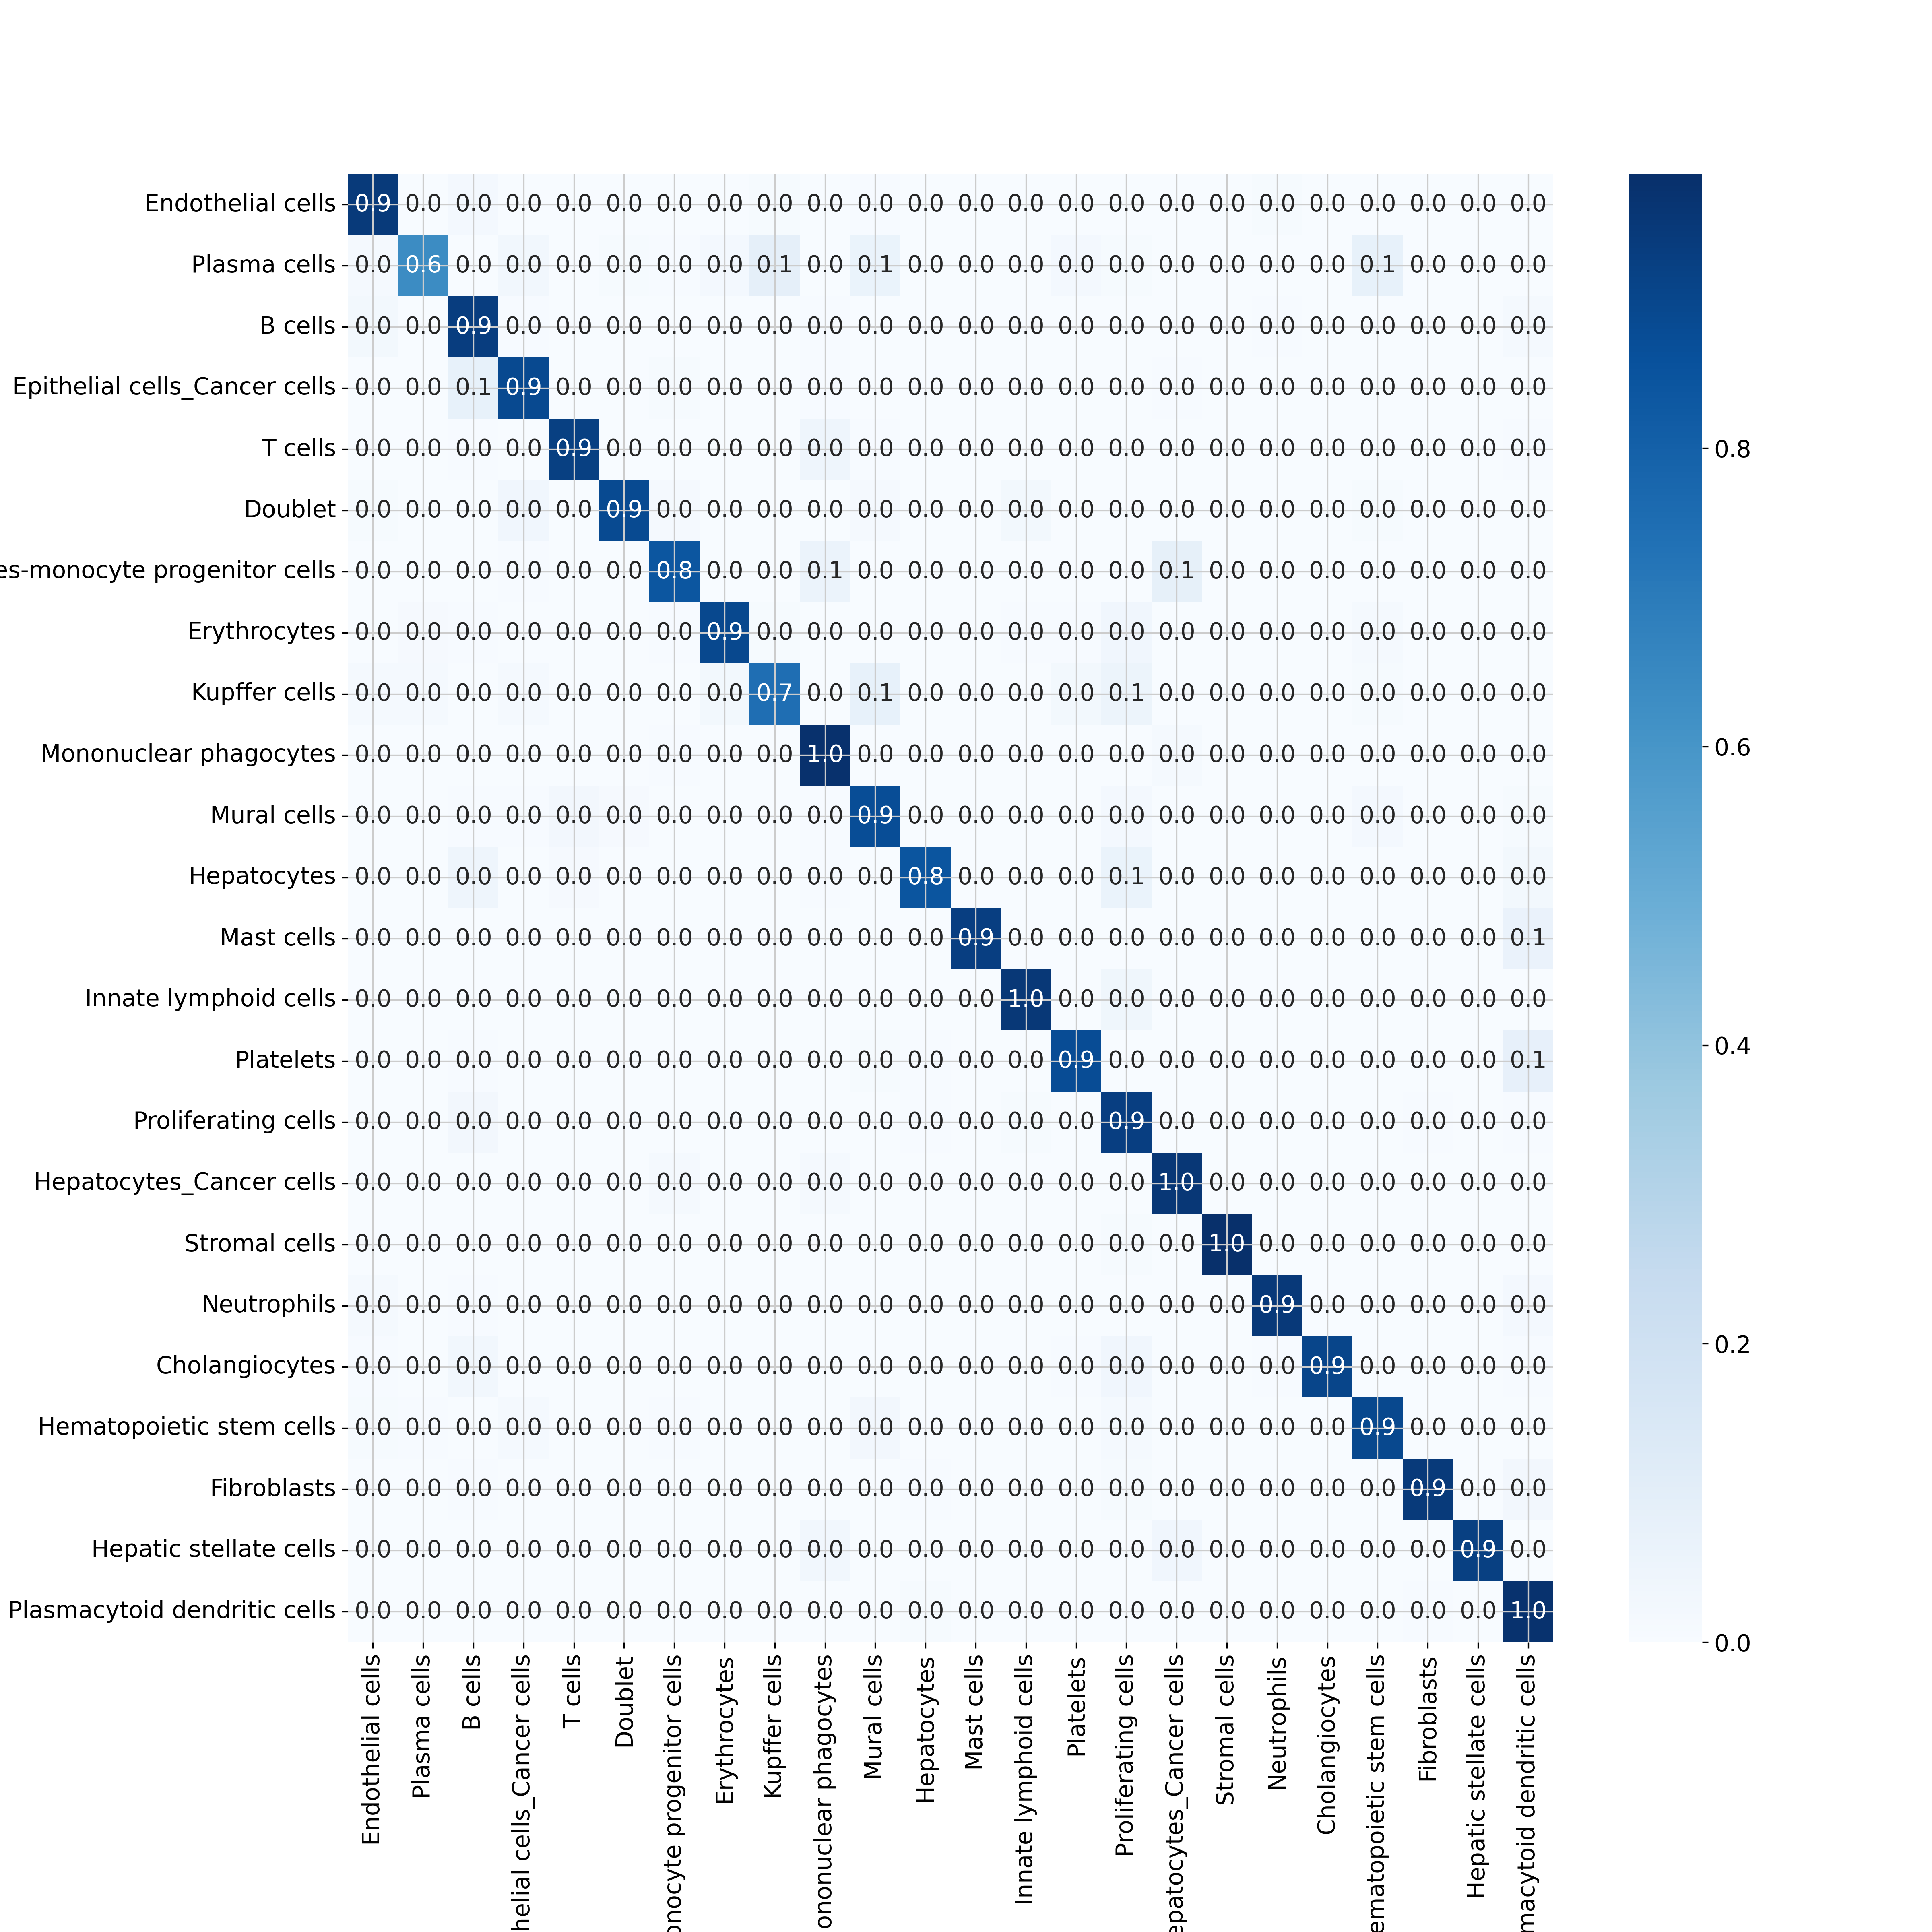 Endothelial cells 0.9 0.0 0.0 0.0 0.0 0.0 0.0 0.0 0.0 0.0 0.0 0.0 0.0 0.0 0.0 0.0 0.0 0.0 0.0 0.0 0.0 0.0 0.0 0.0
Plasma cells 0.0 0.6 0.0 0.0 0.0 0.0 0.0 0.0 0.1 0.0 0.1 0.0 0.0 0.0 0.0 0.0 0.0 0.0 0.0 0.0 0.1 0.0 0.0 0.0
B cells 0.0 0.0 0.9 0.0 0.0 0.0 0.0 0.0 0.0 0.0 0.0 0.0 0.0 0.0 0.0 0.0 0.0 0.0 0.0 0.0 0.0 0.0 0.0 0.0
Epithelial cells_Cancer cells 0.0 0.0 0.1 0.9 0.0 0.0 0.0 0.0 0.0 0.0 0.0 0.0 0.0 0.0 0.0 0.0 0.0 0.0 0.0 0.0 0.0 0.0 0.0 0.0
T cells 0.0 0.0 0.0 0.0 0.9 0.0 0.0 0.0 0.0 0.0 0.0 0.0 0.0 0.0 0.0 0.0 0.0 0.0 0.0 0.0 0.0 0.0 0.0 0.0
Doublet 0.0 0.0 0.0 0.0 0.0 0.9 0.0 0.0 0.0 0.0 0.0 0.0 0.0 0.0 0.0 0.0 0.0 0.0 0.0 0.0 0.0 0.0 0.0 0.0
es-monocyte progenitor cells 0.0 0.0 0.0 0.0 0.0 0.0 0.8 0.0 0.0 0.1 0.0 0.0 0.0 0.0 0.0 0.0 0.1 0.0 0.0 0.0 0.0 0.0 0.0 0.0
Erythrocytes 0.0 0.0 0.0 0.0 0.0 0.0 0.0 0.9 0.0 0.0 0.0 0.0 0.0 0.0 0.0 0.0 0.0 0.0 0.0 0.0 0.0 0.0 0.0 0.0
Kupffer cells 0.0 0.0 0.0 0.0 0.0 0.0 0.0 0.0 0.7 0.0 0.1 0.0 0.0 0.0 0.0 0.1 0.0 0.0 0.0 0.0 0.0 0.0 0.0 0.0
Mononuclear phagocytes 0.0 0.0 0.0 0.0 0.0 0.0 0.0 0.0 0.0 1.0 0.0 0.0 0.0 0.0 0.0 0.0 0.0 0.0 0.0 0.0 0.0 0.0 0.0 0.0
Mural cells 0.0 0.0 0.0 0.0 0.0 0.0 0.0 0.0 0.0 0.0 0.9 0.0 0.0 0.0 0.0 0.0 0.0 0.0 0.0 0.0 0.0 0.0 0.0 0.0
Hepatocytes 0.0 0.0 0.0 0.0 0.0 0.0 0.0 0.0 0.0 0.0 0.0 0.8 0.0 0.0 0.0 0.1 0.0 0.0 0.0 0.0 0.0 0.0 0.0 0.0
Mast cells 0.0 0.0 0.0 0.0 0.0 0.0 0.0 0.0 0.0 0.0 0.0 0.0 0.9 0.0 0.0 0.0 0.0 0.0 0.0 0.0 0.0 0.0 0.0 0.1
Innate lymphoid cells 0.0 0.0 0.0 0.0 0.0 0.0 0.0 0.0 0.0 0.0 0.0 0.0 0.0 1.0 0.0 0.0 0.0 0.0 0.0 0.0 0.0 0.0 0.0 0.0
Platelets 0.0 0.0 0.0 0.0 0.0 0.0 0.0 0.0 0.0 0.0 0.0 0.0 0.0 0.0 0.9 0.0 0.0 0.0 0.0 0.0 0.0 0.0 0.0 0.1
Proliferating cells 0.0 0.0 0.0 0.0 0.0 0.0 0.0 0.0 0.0 0.0 0.0 0.0 0.0 0.0 0.0 0.9 0.0 0.0 0.0 0.0 0.0 0.0 0.0 0.0
Hepatocytes_Cancer cells 0.0 0.0 0.0 0.0 0.0 0.0 0.0 0.0 0.0 0.0 0.0 0.0 0.0 0.0 0.0 0.0 1.0 0.0 0.0 0.0 0.0 0.0 0.0 0.0
Stromal cells 0.0 0.0 0.0 0.0 0.0 0.0 0.0 0.0 0.0 0.0 0.0 0.0 0.0 0.0 0.0 0.0 0.0 1.0 0.0 0.0 0.0 0.0 0.0 0.0
Neutrophils 0.0 0.0 0.0 0.0 0.0 0.0 0.0 0.0 0.0 0.0 0.0 0.0 0.0 0.0 0.0 0.0 0.0 0.0 0.9 0.0 0.0 0.0 0.0 0.0
Cholangiocytes 0.0 0.0 0.0 0.0 0.0 0.0 0.0 0.0 0.0 0.0 0.0 0.0 0.0 0.0 0.0 0.0 0.0 0.0 0.0 0.9 0.0 0.0 0.0 0.0
Hematopoietic stem cells 0.0 0.0 0.0 0.0 0.0 0.0 0.0 0.0 0.0 0.0 0.0 0.0 0.0 0.0 0.0 0.0 0.0 0.0 0.0 0.0 0.9 0.0 0.0 0.0
Fibroblasts 0.0 0.0 0.0 0.0 0.0 0.0 0.0 0.0 0.0 0.0 0.0 0.0 0.0 0.0 0.0 0.0 0.0 0.0 0.0 0.0 0.0 0.9 0.0 0.0
Hepatic stellate cells 0.0 0.0 0.0 0.0 0.0 0.0 0.0 0.0 0.0 0.0 0.0 0.0 0.0 0.0 0.0 0.0 0.0 0.0 0.0 0.0 0.0 0.0 0.9 0.0
Plasmacytoid dendritic cells 0.0 0.0 0.0 0.0 0.0 0.0 0.0 0.0 0.0 0.0 0.0 0.0 0.0 0.0 0.0 0.0 0.0 0.0 0.0 0.0 0.0 0.0 0.0 1.0
Endothelial cells
Plasma cells
B cells
helial cells_Cancer cells
T cells
Doublet
onocyte progenitor cells
Erythrocytes
Kupffer cells
ononuclear phagocytes
Mural cells
Hepatocytes
Mast cells
Innate lymphoid cells
Platelets
Proliferating cells
epatocytes_Cancer cells
Stromal cells
Neutrophils
Cholangiocytes
ematopoietic stem cells
Fibroblasts
Hepatic stellate cells
macytoid dendritic cells
0.8
0.6
0.4
0.2
0.0